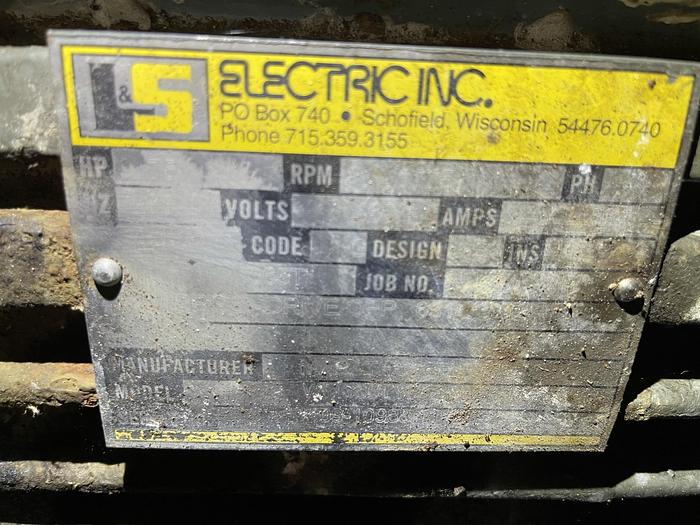 L&S ELECTRIC INC.
PO Box 740 • Schofield, Wisconsin 54476.0740
Phone 715.359.3155
HP RPM PH
HZ VOLTS AMPS
CODE DESIGN INS
JOB NO.
MANUFACTURER
MODEL